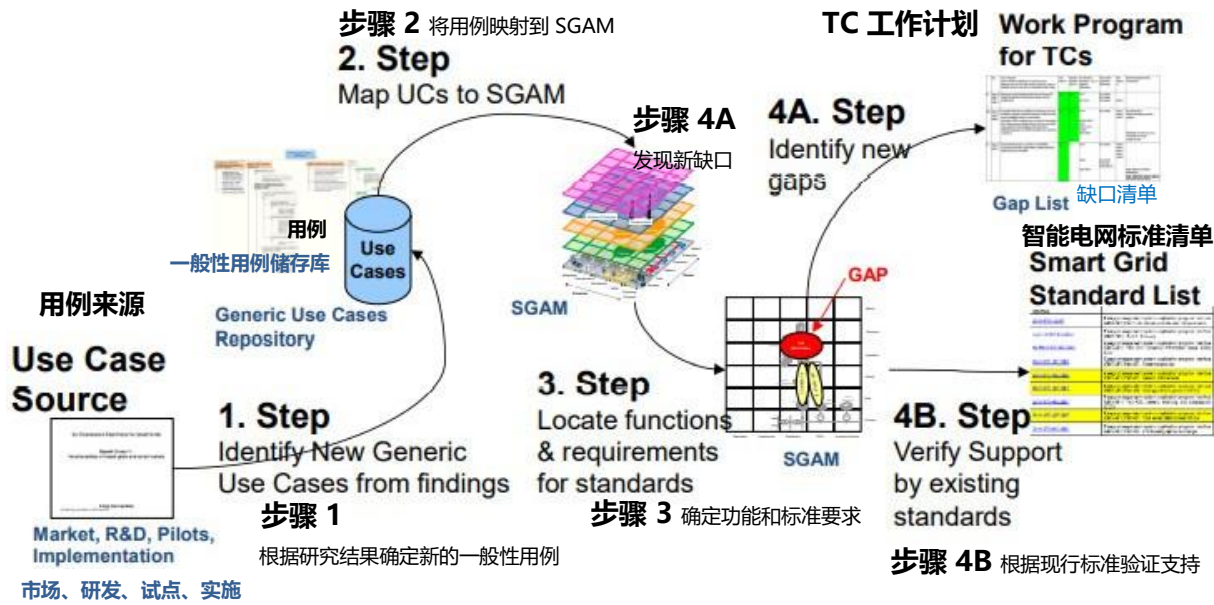 步骤 2 将用例映射到 SGAM
2. Step
Map UCs to SGAM
TC 工作计划
Work Program
for TCs
步骤 4A
发现新缺口
4A. Step
Identify new
gaps
Gap List
缺口清单
用例
一般性用例储存库
Use
Cases
Generic Use Cases
Repository
SGAM
GAP
智能电网标准清单
Smart Grid
Standard List
用例来源
Use Case
Source
1. Step
Identify New Generic
Use Cases from findings
步骤 1
根据研究结果确定新的一般性用例
3. Step
Locate functions
& requirements
for standards
步骤 3 确定功能和标准要求
SGAM
4B. Step
Verify Support
by existing
standards
步骤 4B 根据现行标准验证支持
Market, R&D, Pilots,
Implementation
市场、研发、试点、实施